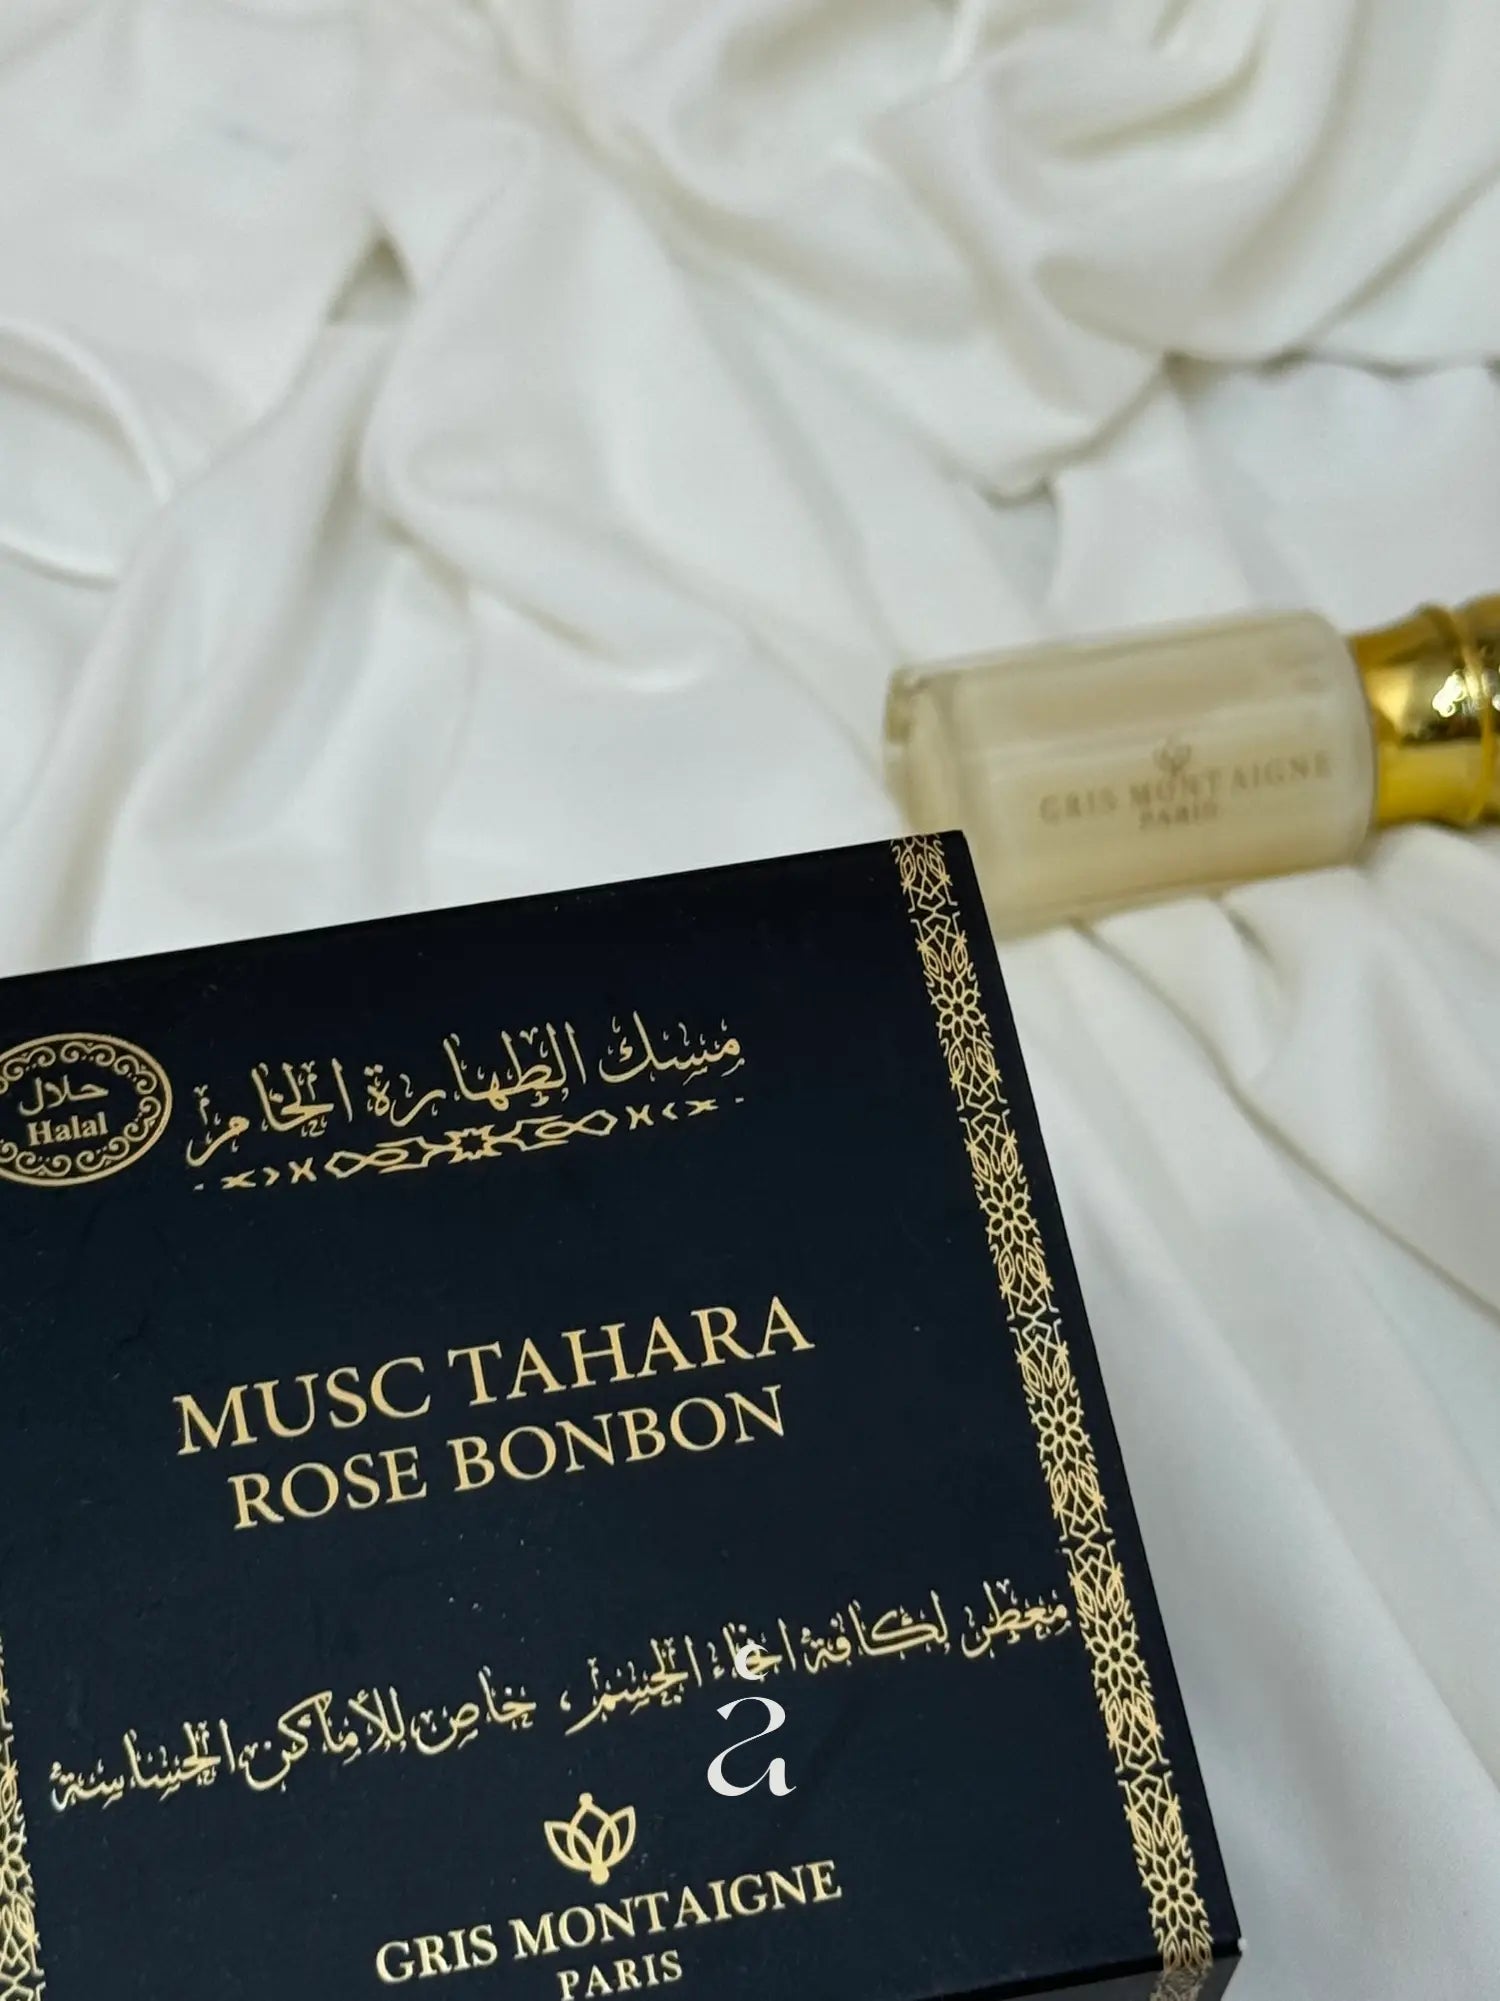 GRIS MONTAIGNE
PARIS
مسك الطهارة الخام
حلال
Halal
MUSC TAHARA
ROSE BONBON
معطر لكافة انحاء الجسم، خاص للأماكن الحساسة
GRIS MONTAIGNE
PARIS